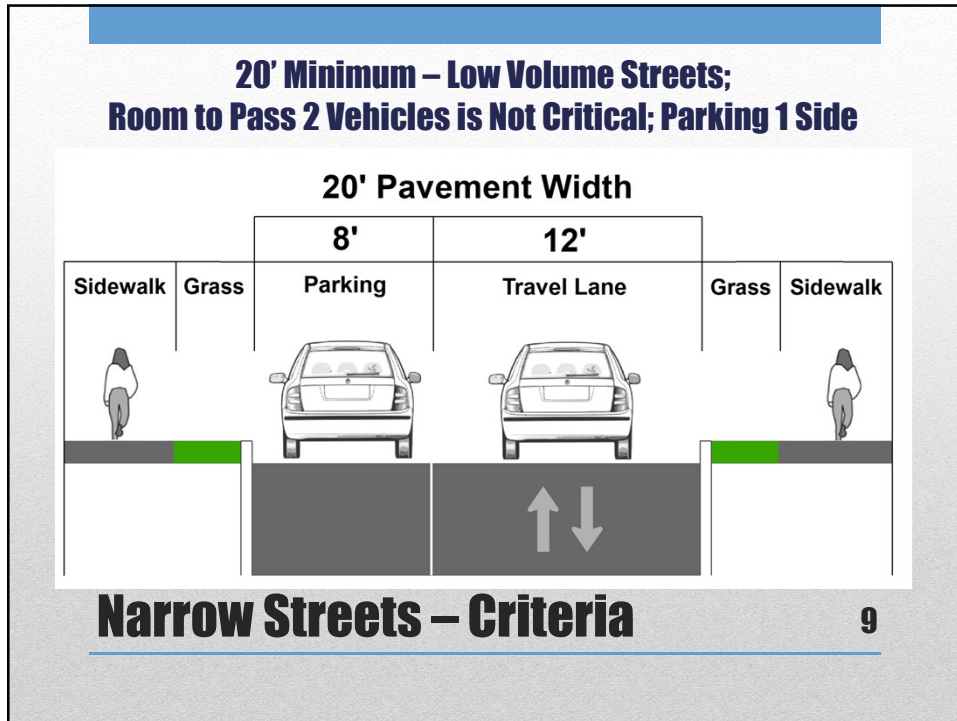 20’ Minimum – Low Volume Streets;
Room to Pass 2 Vehicles is Not Critical; Parking 1 Side
20' Pavement Width
8' 12'
Sidewalk Grass Parking Travel Lane Grass Sidewalk
Narrow Streets – Criteria 9